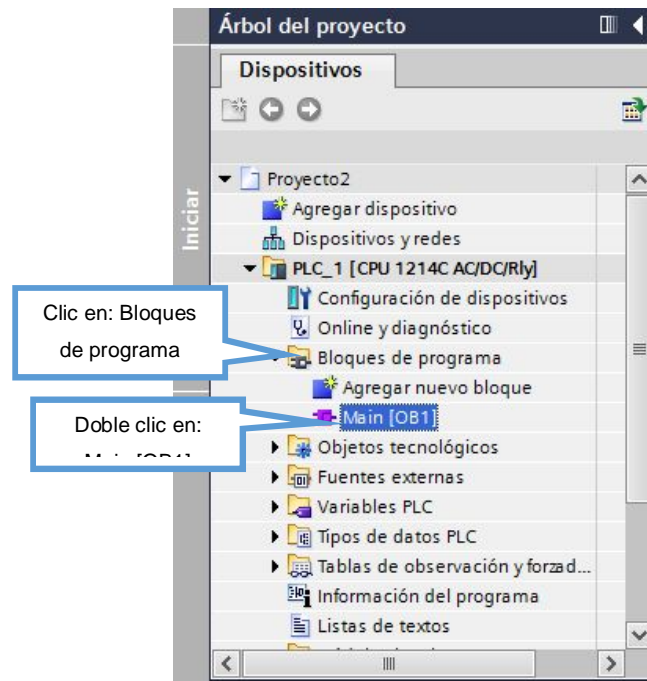 Árbol del proyecto
Dispositivos
Iniciar
Proyecto2
Agregar dispositivo
Dispositivos y redes
PLC_1 [CPU 1214C AC/DC/Rly]
Configuración de dispositivos
Online y diagnóstico
Clic en: Bloques
de programa
Bloques de programa
Agregar nuevo bloque
Main [OB1]
Doble clic en:
Main [OB1]
Objetos tecnológicos
Fuentes externas
Variables PLC
Tipos de datos PLC
Tablas de observación y forzad...
Información del programa
Listas de textos